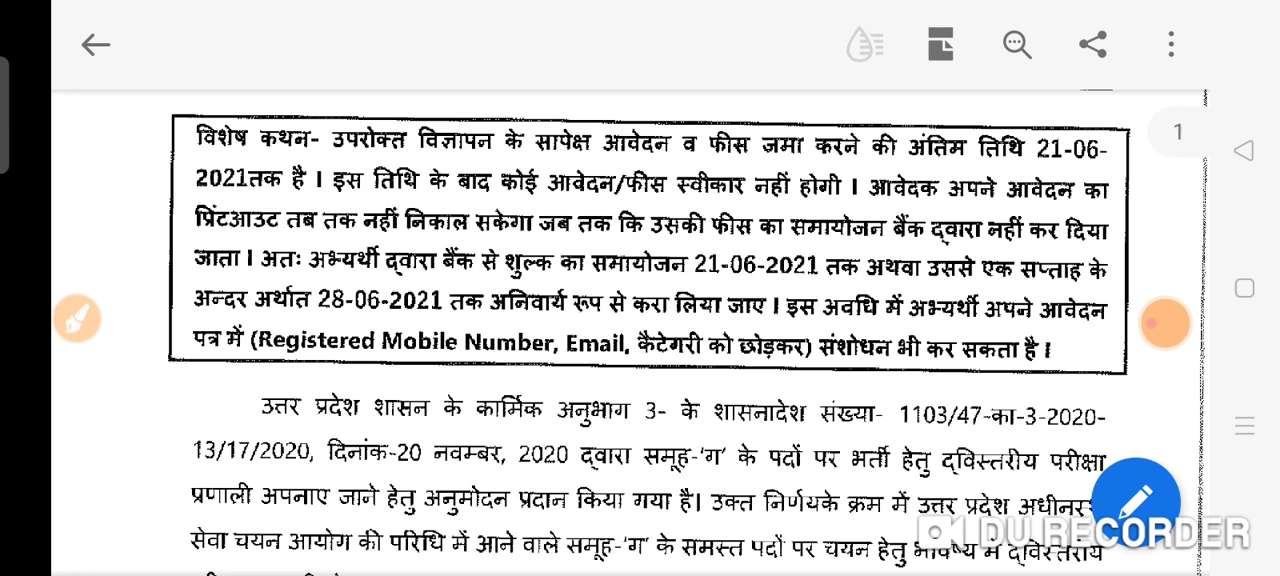 1
विशेष कथन- उपरोक्त विज्ञापन के सापेक्ष आवेदन व फीस जमा करने की अंतिम तिथि 21-06-
2021तक है । इस तिथि के बाद कोई आवेदन/फीस स्वीकार नहीं होगी । आवेदक अपने आवेदन का
प्रिंटआउट तब तक नहीं निकाल सकेगा जब तक कि उसकी फीस का समायोजन बैंक द्वारा नहीं कर दिया
जाता । अतः अभ्यर्थी द्वारा बैंक से शुल्क का समायोजन 21-06-2021 तक अथवा उससे एक सप्ताह के
अन्दर अर्थात 28-06-2021 तक अनिवार्य रूप से करा लिया जाए । इस अवधि में अभ्यर्थी अपने आवेदन
पत्र में (Registered Mobile Number, Email, कैटेगरी को छोड़कर) संशोधन भी कर सकता है ।
उत्तर प्रदेश शासन के कार्मिक अनुभाग 3- के शासनादेश संख्या- 1103/47-का-3-2020-
13/17/2020, दिनांक-20 नवम्बर, 2020 द्वारा समूह-'ग' के पदों पर भर्ती हेतु द्विस्तरीय परीक्षा
प्रणाली अपनाए जाने हेतु अनुमोदन प्रदान किया गया है। उक्त निर्णयके क्रम में उत्तर प्रदेश
सेवा चयन आयोग की परिधि में आने वाले समूह-'ग' के समस्त पदों पर चयन हेतु भविष्य में द्विस्तरीय
DU RECORDER